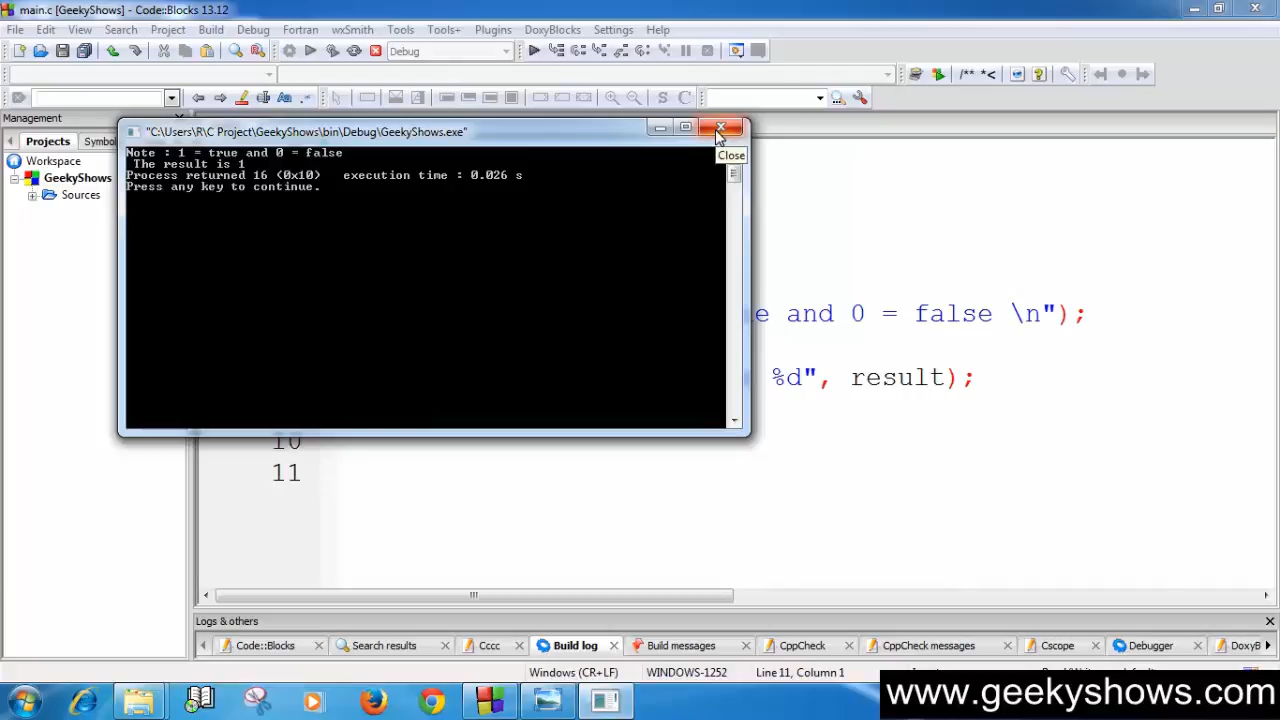 main.c [GeekyShows] - Code::Blocks 13.12
File Edit View Search Project Build Debug Fortran wxSmith Tools Tools+ Plugins DoxyBlocks Settings Help
Debug
/** *<
Management
"C:\Users\R\C Project\GeekyShows\bin\Debug\GeekyShows.exe"
Projects Symbo
Close
Note : 1 = true and 0 = false
The result is 1
Process returned 16 (0x10) execution time : 0.026 s
Press any key to continue.
Workspace
GeekyShows
Sources
e and 0 = false \n");
%d", result);
10
11
Logs & others
Code::Blocks Search results Cccc Build log Build messages CppCheck CppCheck messages Cscope Debugger DoxyB
Windows (CR+LF) WINDOWS-1252 Line 11, Column 1
www.geekyshows.com